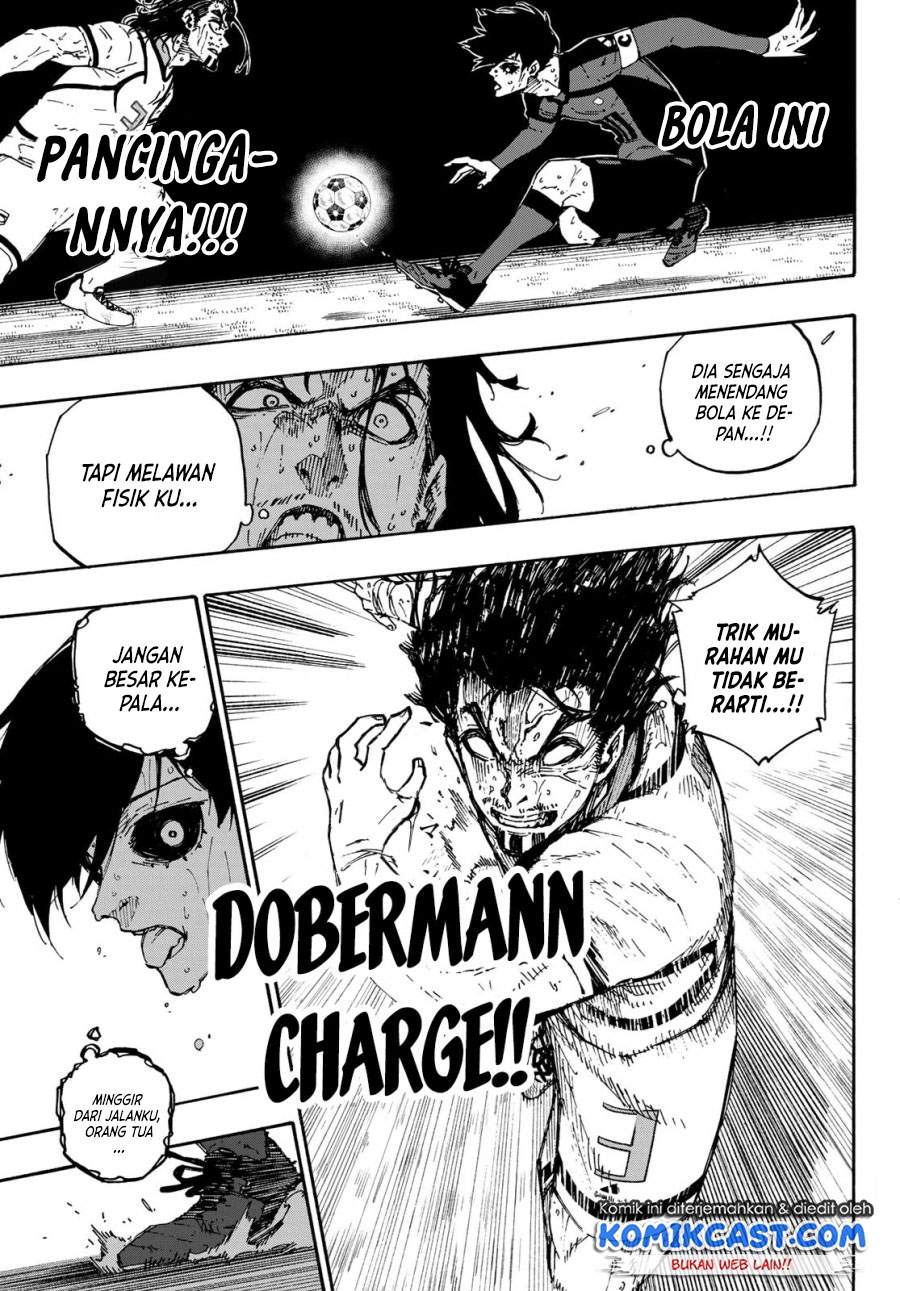 BOLA INI
PANCINGA-
NNYA!!!
DIA SENGAJA
MENENDANG
BOLA KE DE-
PAN...!!
TAPI MELAWAN
FISIK KU...
TRIK MU-
RAHAN MU
TIDAK BE-
RARTI...!!
JANGAN
BESAR KE-
PALA...
DOBERMANN
CHARGE!!
MINGGIR
DARI JALANKU,
ORANG TUA
...
Komik ini diterjemahkan & diedit oleh
KOMIKCAST.COM
BUKAN WEB LAIN!!